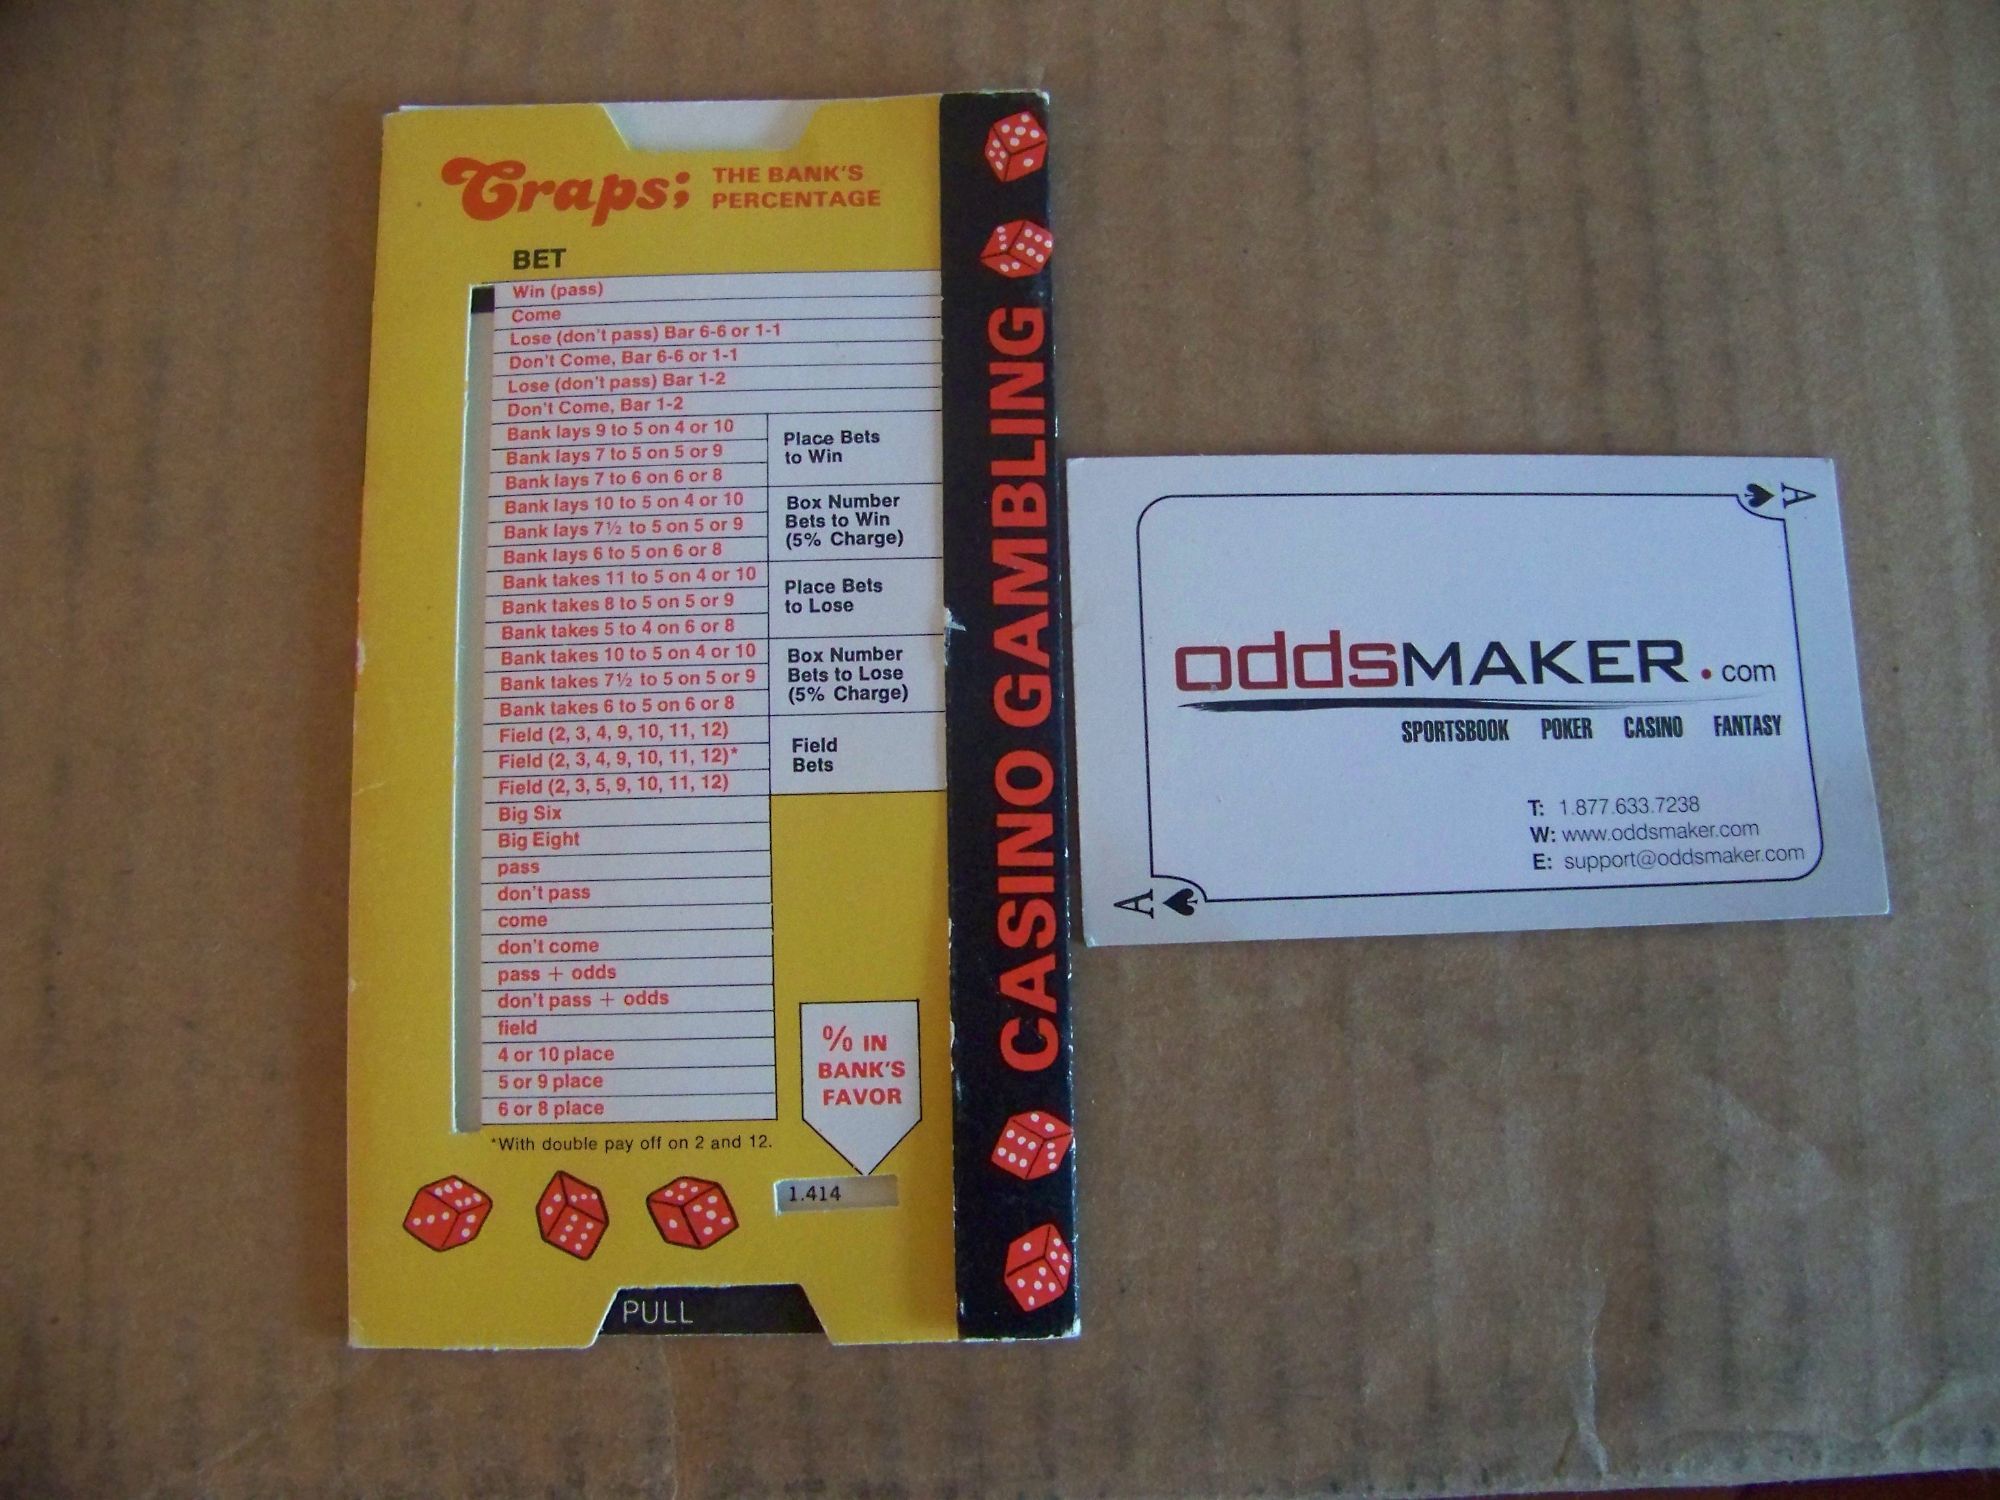 Craps; THE BANK'S
PERCENTAGE
BET
Win (pass)
Come
Lose (don't pass) Bar 6-6 or 1-1
Don't Come, Bar 6-6 or 1-1
Lose (don't pass) Bar 1-2
Don't Come, Bar 1-2
Bank lays 9 to 5 on 4 or 10
Bank lays 7 to 5 on 5 or 9
Bank lays 7 to 6 on 6 or 8
Place Bets
to Win
Bank lays 10 to 5 on 4 or 10
Bank lays 7½ to 5 on 5 or 9
Bank lays 6 to 5 on 6 or 8
Box Number
Bets to Win
(5% Charge)
Bank takes 11 to 5 on 4 or 10
Bank takes 8 to 5 on 5 or 9
Bank takes 5 to 4 on 6 or 8
Place Bets
to Lose
Bank takes 10 to 5 on 4 or 10
Bank takes 7½ to 5 on 5 or 9
Bank takes 6 to 5 on 6 or 8
Box Number
Bets to Lose
(5% Charge)
Field (2, 3, 4, 9, 10, 11, 12)
Field (2, 3, 4, 9, 10, 11, 12)*
Field (2, 3, 5, 9, 10, 11, 12)
Field
Bets
Big Six
Big Eight
pass
don't pass
come
don't come
pass + odds
don't pass + odds
field
4 or 10 place
5 or 9 place
6 or 8 place
*With double pay off on 2 and 12.
% IN
BANK'S
FAVOR
1.414
PULL
CASINO GAMBLING
A
oddsMAKER.com
SPORTSBOOK POKER CASINO FANTASY
T: 1.877.633.7238
W: www.oddsmaker.com
E: support@oddsmaker.com
A